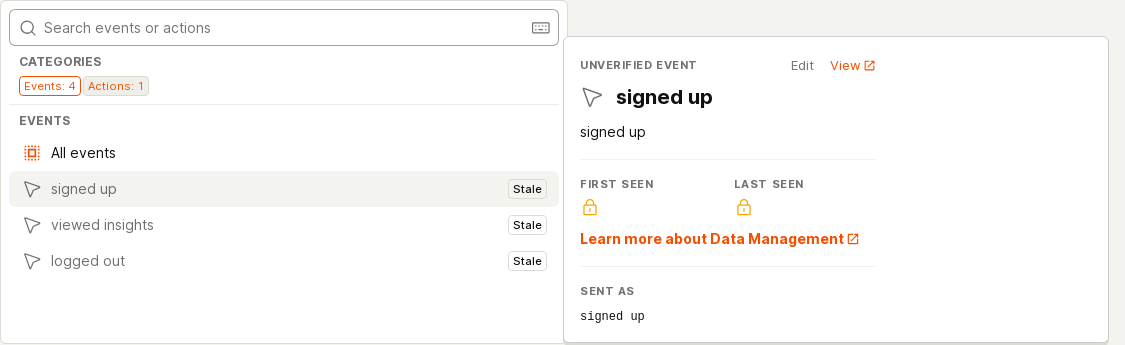 Search events or actions
CATEGORIES
Events: 4 Actions: 1
EVENTS
All events
signed up Stale
viewed insights Stale
logged out Stale
UNVERIFIED EVENT Edit View
signed up
signed up
FIRST SEEN LAST SEEN
Learn more about Data Management
SENT AS
signed up